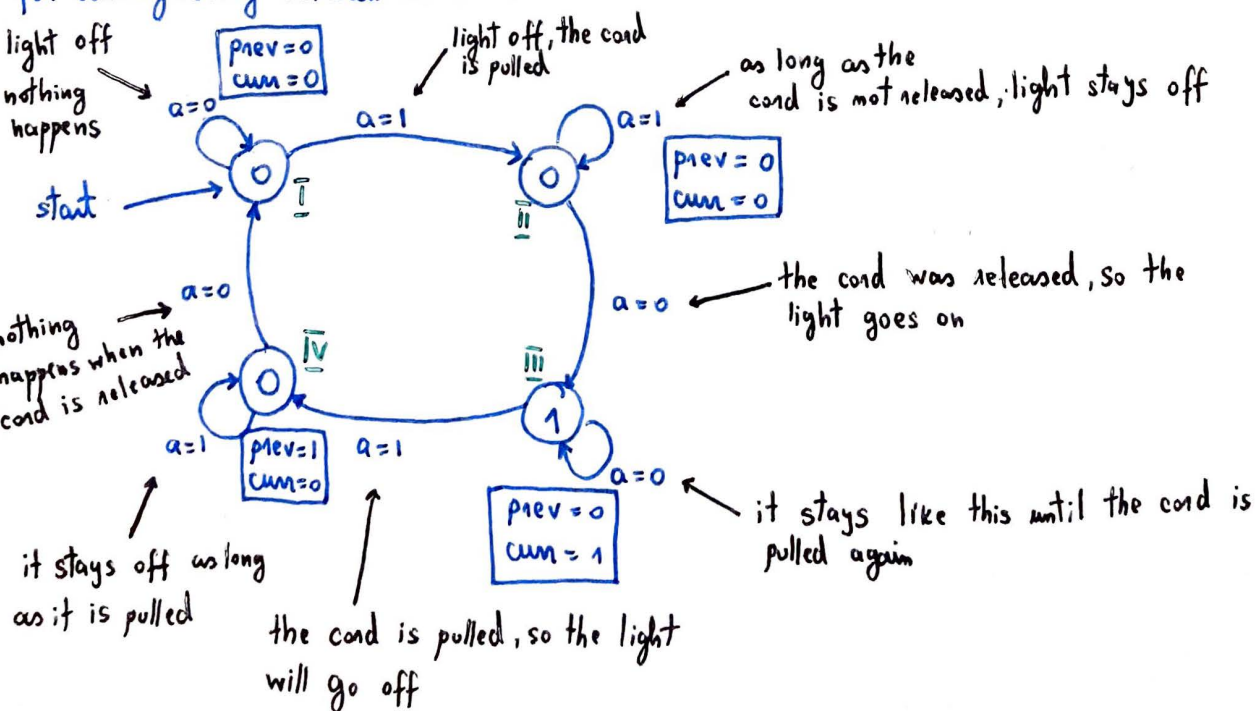 light off
nothing
happens
prev=0
curr=0
light off, the cord
is pulled
as long as the
cord is not released, light stays off
a=0
a=1
a=1
prev = 0
curr = 0
0
0
start
I
II
a=0
a=0
the cord was released, so the
light goes on
nothing
happens when the
cord is released
IV
III
0
1
a=1
prev=1
curr=0
a=1
a=0
prev = 0
curr = 1
it stays like this until the cord is
pulled again
it stays off as long
as it is pulled
the cord is pulled, so the light
will go off